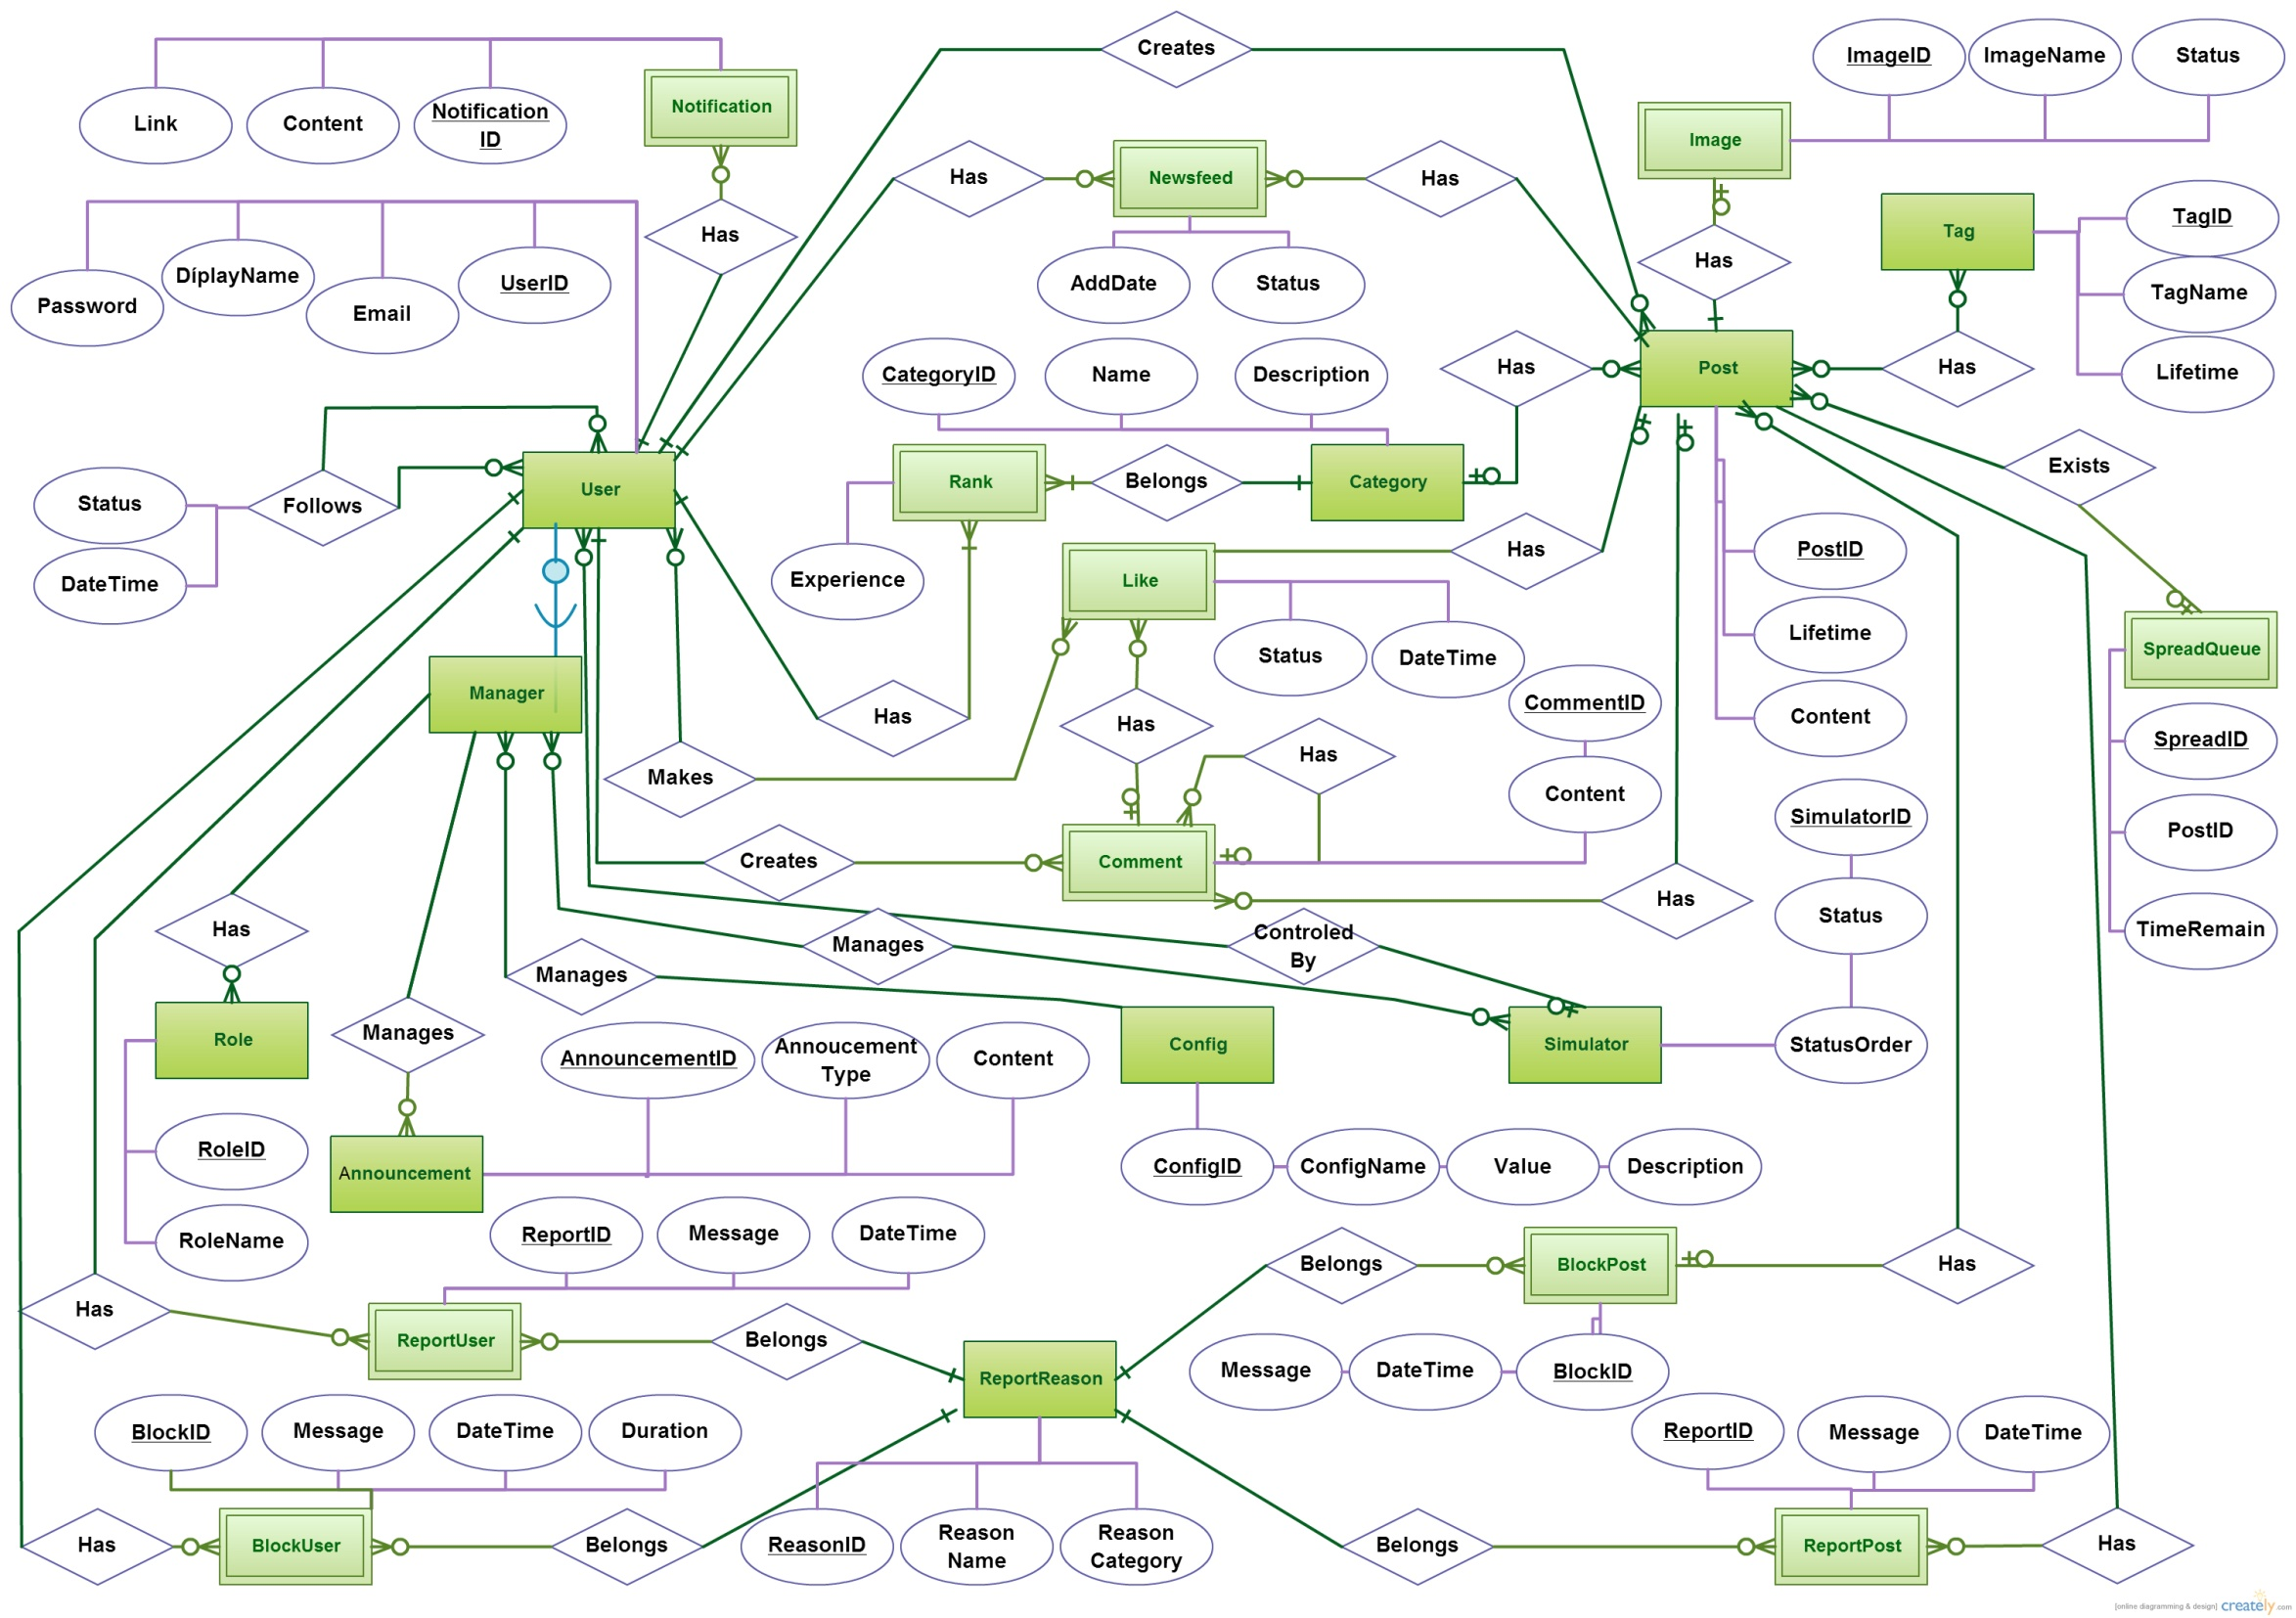 Creates
ImageID
ImageName
Status
Link
Content
Notification
ID
Notification
Image
Has
Newsfeed
Has
Has
Has
Tag
TagID
Password
DíplayName
Email
UserID
AddDate
Status
TagName
CategoryID
Name
Description
Has
Post
Has
Lifetime
Status
Follows
User
Rank
Belongs
Category
Exists
DateTime
Experience
Like
Has
PostID
Status
DateTime
Lifetime
SpreadQueue
Manager
Has
Has
CommentID
Content
SpreadID
Makes
Has
Content
SimulatorID
PostID
Creates
Comment
Has
Status
TimeRemain
Has
Manages
Manages
Controled
By
Role
Manages
AnnouncementID
Annoucement
Type
Content
Config
Simulator
StatusOrder
RoleID
Announcement
ConfigID
ConfigName
Value
Description
RoleName
ReportID
Message
DateTime
Has
ReportUser
Belongs
Belongs
BlockPost
Has
ReportReason
Message
DateTime
BlockID
BlockID
Message
DateTime
Duration
ReportID
Message
DateTime
Has
BlockUser
Belongs
ReasonID
Reason
Name
Reason
Category
Belongs
ReportPost
Has
[online diagramming & design] creately.com